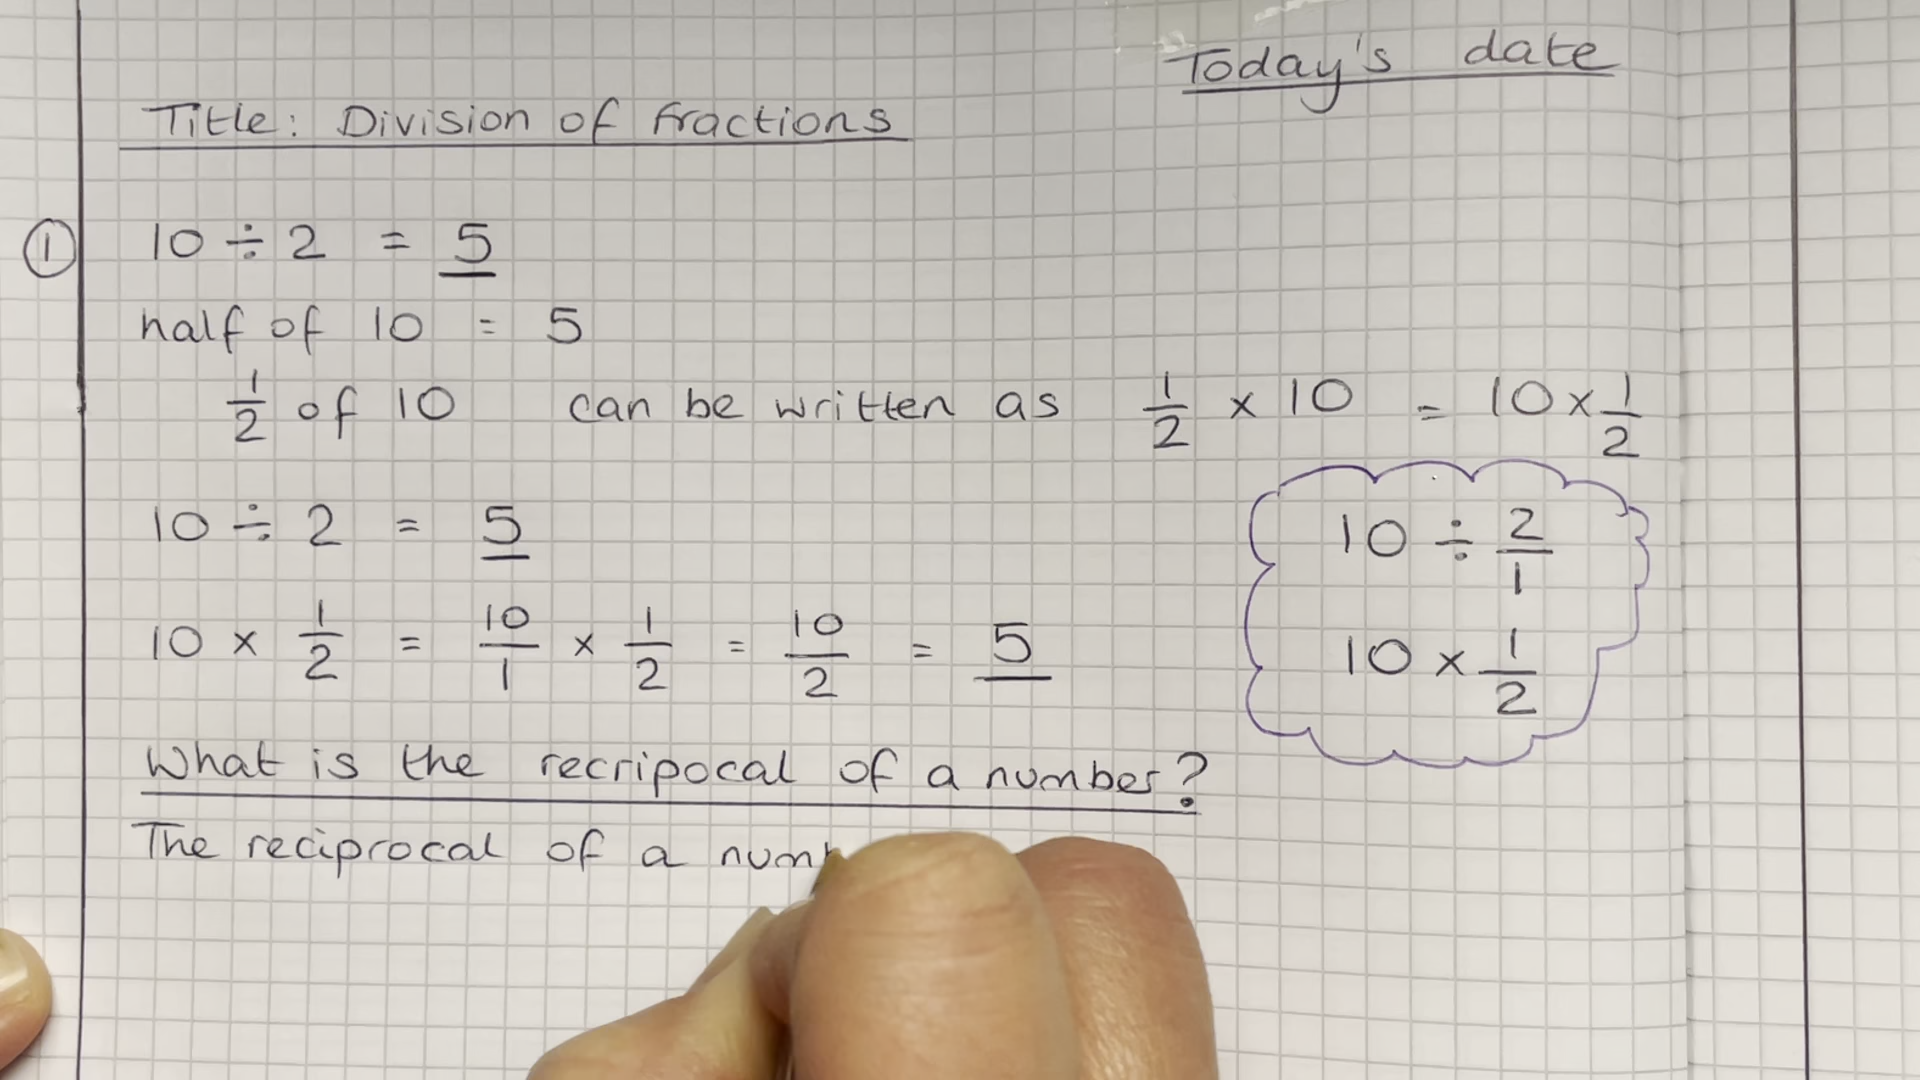 Today's date
Title: Division of fractions
① 10 ÷ 2 = 5
half of 10 = 5
1/2 of 10 can be written as 1/2 × 10 = 10 × 1/2
10 ÷ 2 = 5
10 ÷ 2/1
10 × 1/2 = 10/1 × 1/2 = 10/2 = 5
10 × 1/2
What is the recripocal of a number?
The reciprocal of a